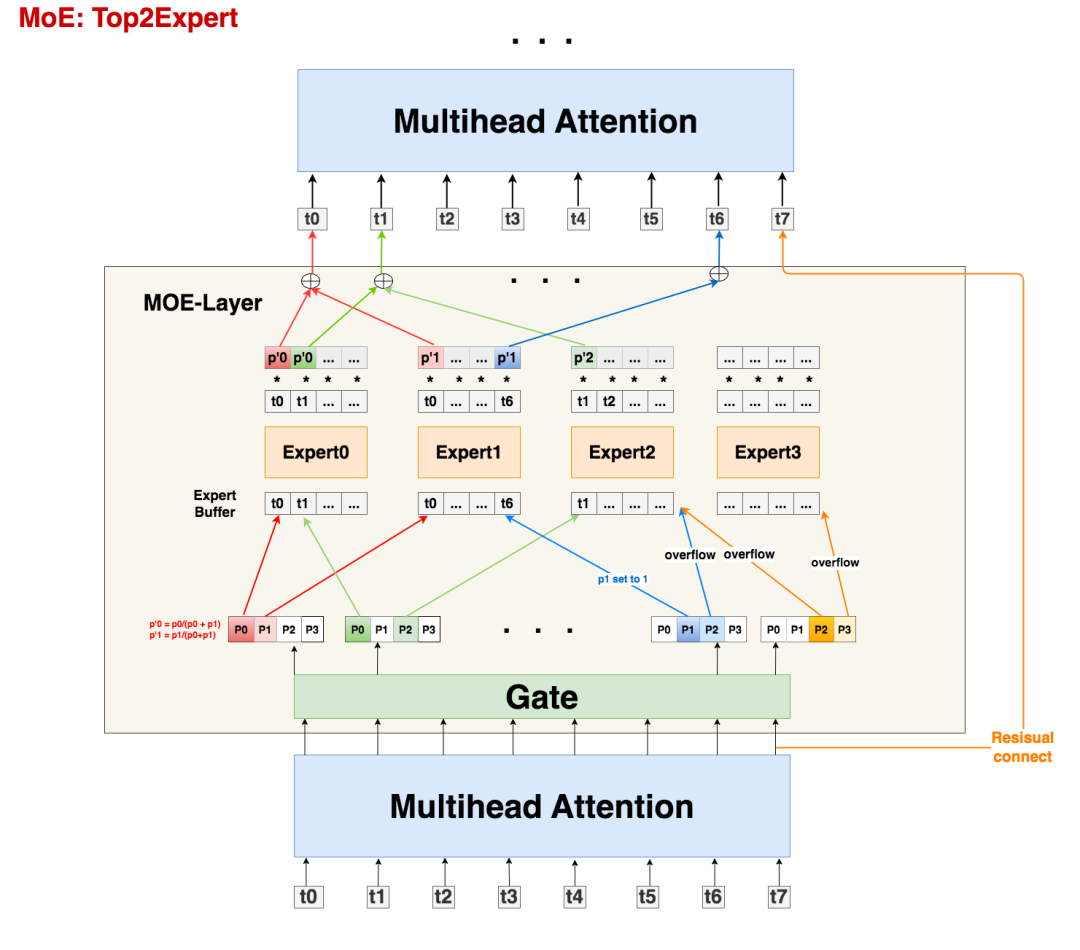 MoE: Top2Expert
. . .
Multihead Attention
t0 t1 t2 t3 t4 t5 t6 t7
MOE-Layer
. . .
p'0 p'0 ... ... p'1 ... ... p'1 p'2 ... ... ... ... ... ... ...
* * * * * * * * * * * * * * * *
t0 t1 ... ... t0 ... ... t6 t1 t2 ... ... ... ... ... ...
Expert0 Expert1 Expert2 Expert3
Expert
Buffer
t0 t1 ... ... t0 ... ... t6 t1 ... ... ... ... ... ... ...
overflow overflow overflow
p1 set to 1
p'0 = p0/(p0 + p1)
p'1 = p1/(p0+p1)
P0 P1 P2 P3 P0 P1 P2 P3 . . . P0 P1 P2 P3 P0 P1 P2 P3
Gate
Resisual
connect
Multihead Attention
t0 t1 t2 t3 t4 t5 t6 t7